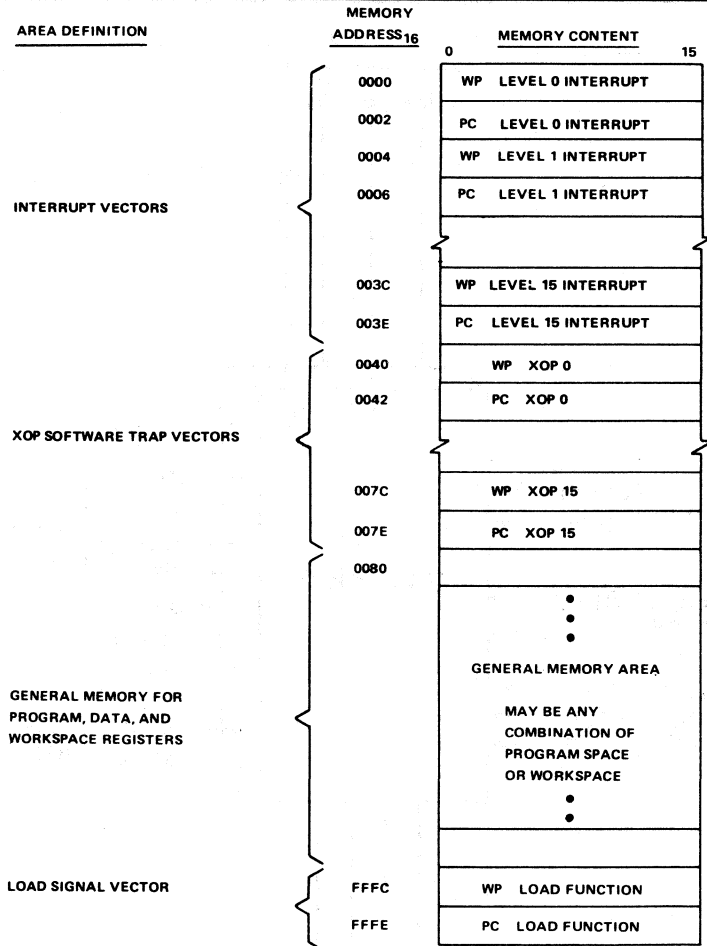 AREA DEFINITION MEMORY ADDRESS16 MEMORY CONTENT
0 15
0000 WP LEVEL 0 INTERRUPT
0002 PC LEVEL 0 INTERRUPT
0004 WP LEVEL 1 INTERRUPT
0006 PC LEVEL 1 INTERRUPT
INTERRUPT VECTORS
003C WP LEVEL 15 INTERRUPT
003E PC LEVEL 15 INTERRUPT
0040 WP XOP 0
0042 PC XOP 0
XOP SOFTWARE TRAP VECTORS
007C WP XOP 15
007E PC XOP 15
0080
GENERAL MEMORY AREA
GENERAL MEMORY FOR
PROGRAM, DATA, AND
WORKSPACE REGISTERS
MAY BE ANY
COMBINATION OF
PROGRAM SPACE
OR WORKSPACE
LOAD SIGNAL VECTOR
FFFC WP LOAD FUNCTION
FFFE PC LOAD FUNCTION